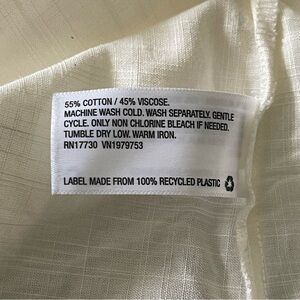 55% COTTON / 45% VISCOSE.
MACHINE WASH COLD. WASH SEPARATELY. GENTLE
CYCLE. ONLY NON CHLORINE BLEACH IF NEEDED.
TUMBLE DRY LOW. WARM IRON.
RN17730 VN1979753
LABEL MADE FROM 100% RECYCLED PLASTIC